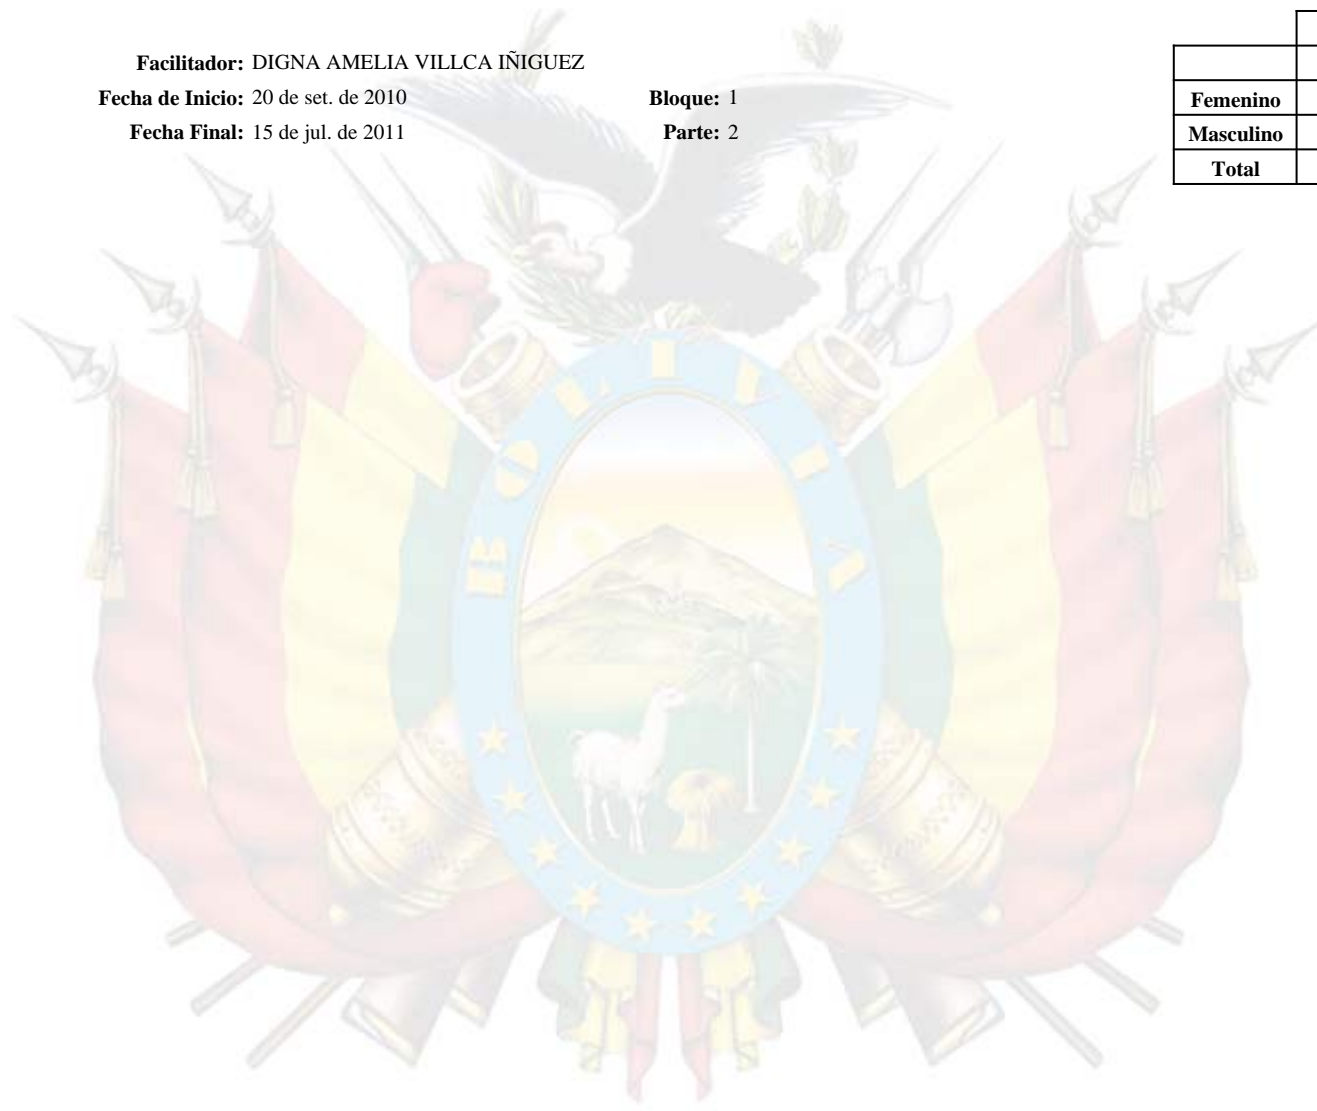 Facilitador: DIGNA AMELIA VILLCA IÑIGUEZ
Fecha de Inicio: 20 de set. de 2010 Bloque: 1
Fecha Final: 15 de jul. de 2011 Parte: 2
Femenino
Masculino
Total
BOLIVIA